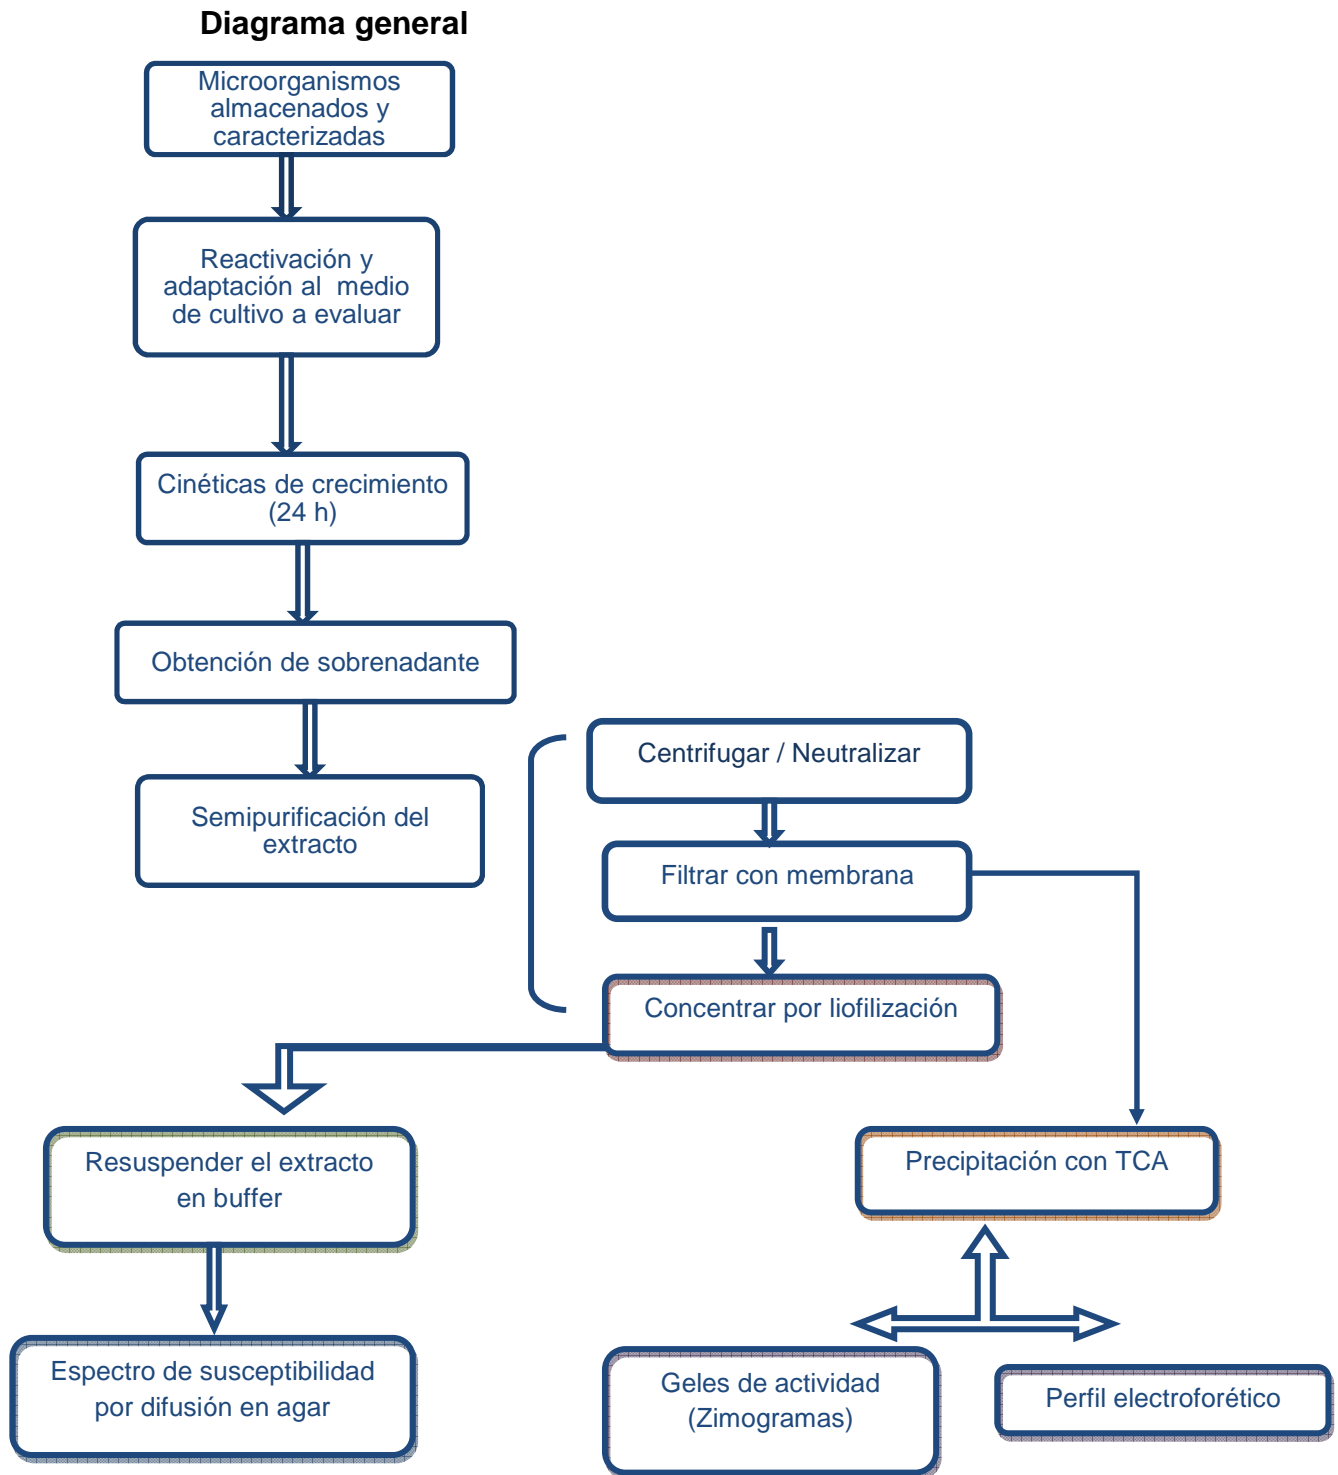 Diagrama general
Microorganismos
almacenados y
caracterizadas
Reactivación y
adaptación al medio
de cultivo a evaluar
Cinéticas de crecimiento
(24 h)
Obtención de sobrenadante
Semipurificación del
extracto
Centrifugar / Neutralizar
Filtrar con membrana
Concentrar por liofilización
Resuspender el extracto
en buffer
Precipitación con TCA
Espectro de susceptibilidad
por difusión en agar
Geles de actividad
(Zimogramas)
Perfil electroforético